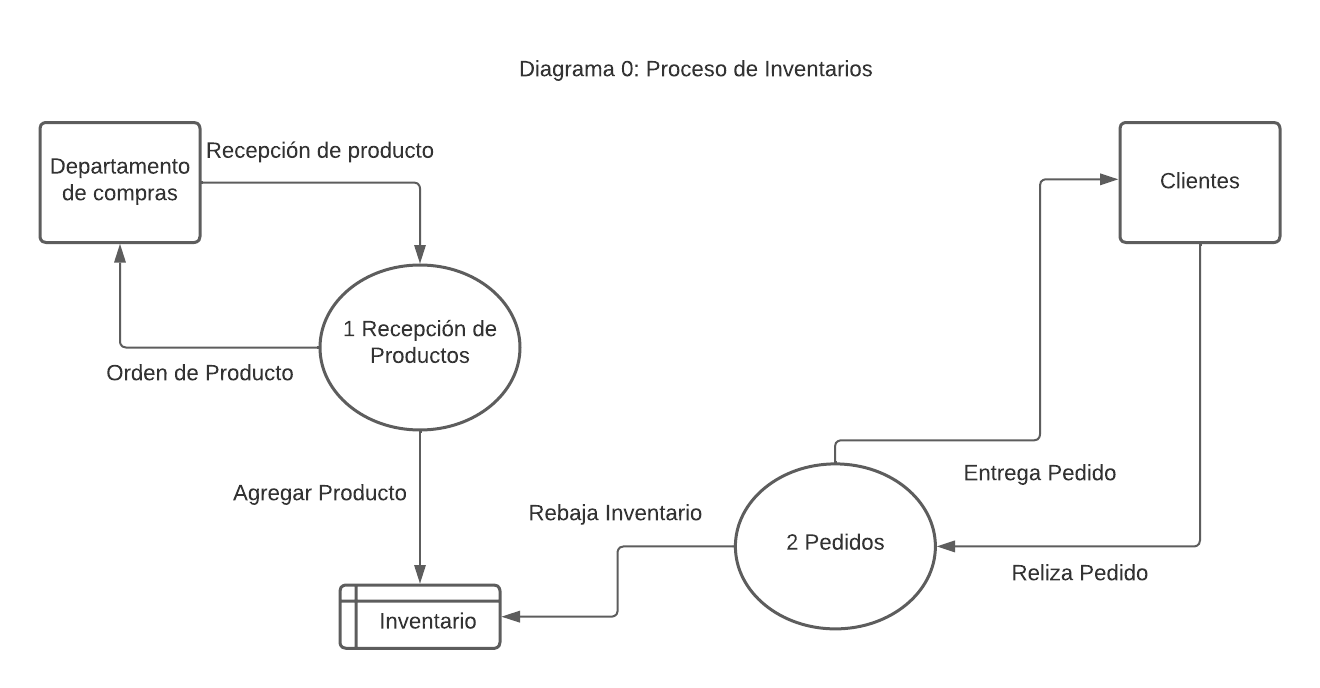 Diagrama 0: Proceso de Inventarios
Departamento
de compras
Recepción de producto
Clientes
1 Recepción de
Productos
Orden de Producto
Agregar Producto
Entrega Pedido
Rebaja Inventario
2 Pedidos
Reliza Pedido
Inventario